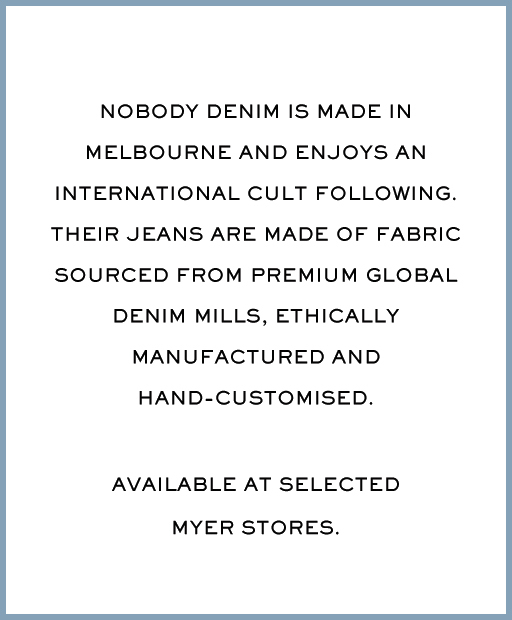 NOBODY DENIM IS MADE IN
MELBOURNE AND ENJOYS AN
INTERNATIONAL CULT FOLLOWING.
THEIR JEANS ARE MADE OF FABRIC
SOURCED FROM PREMIUM GLOBAL
DENIM MILLS, ETHICALLY
MANUFACTURED AND
HAND-CUSTOMISED.
AVAILABLE AT SELECTED
MYER STORES.